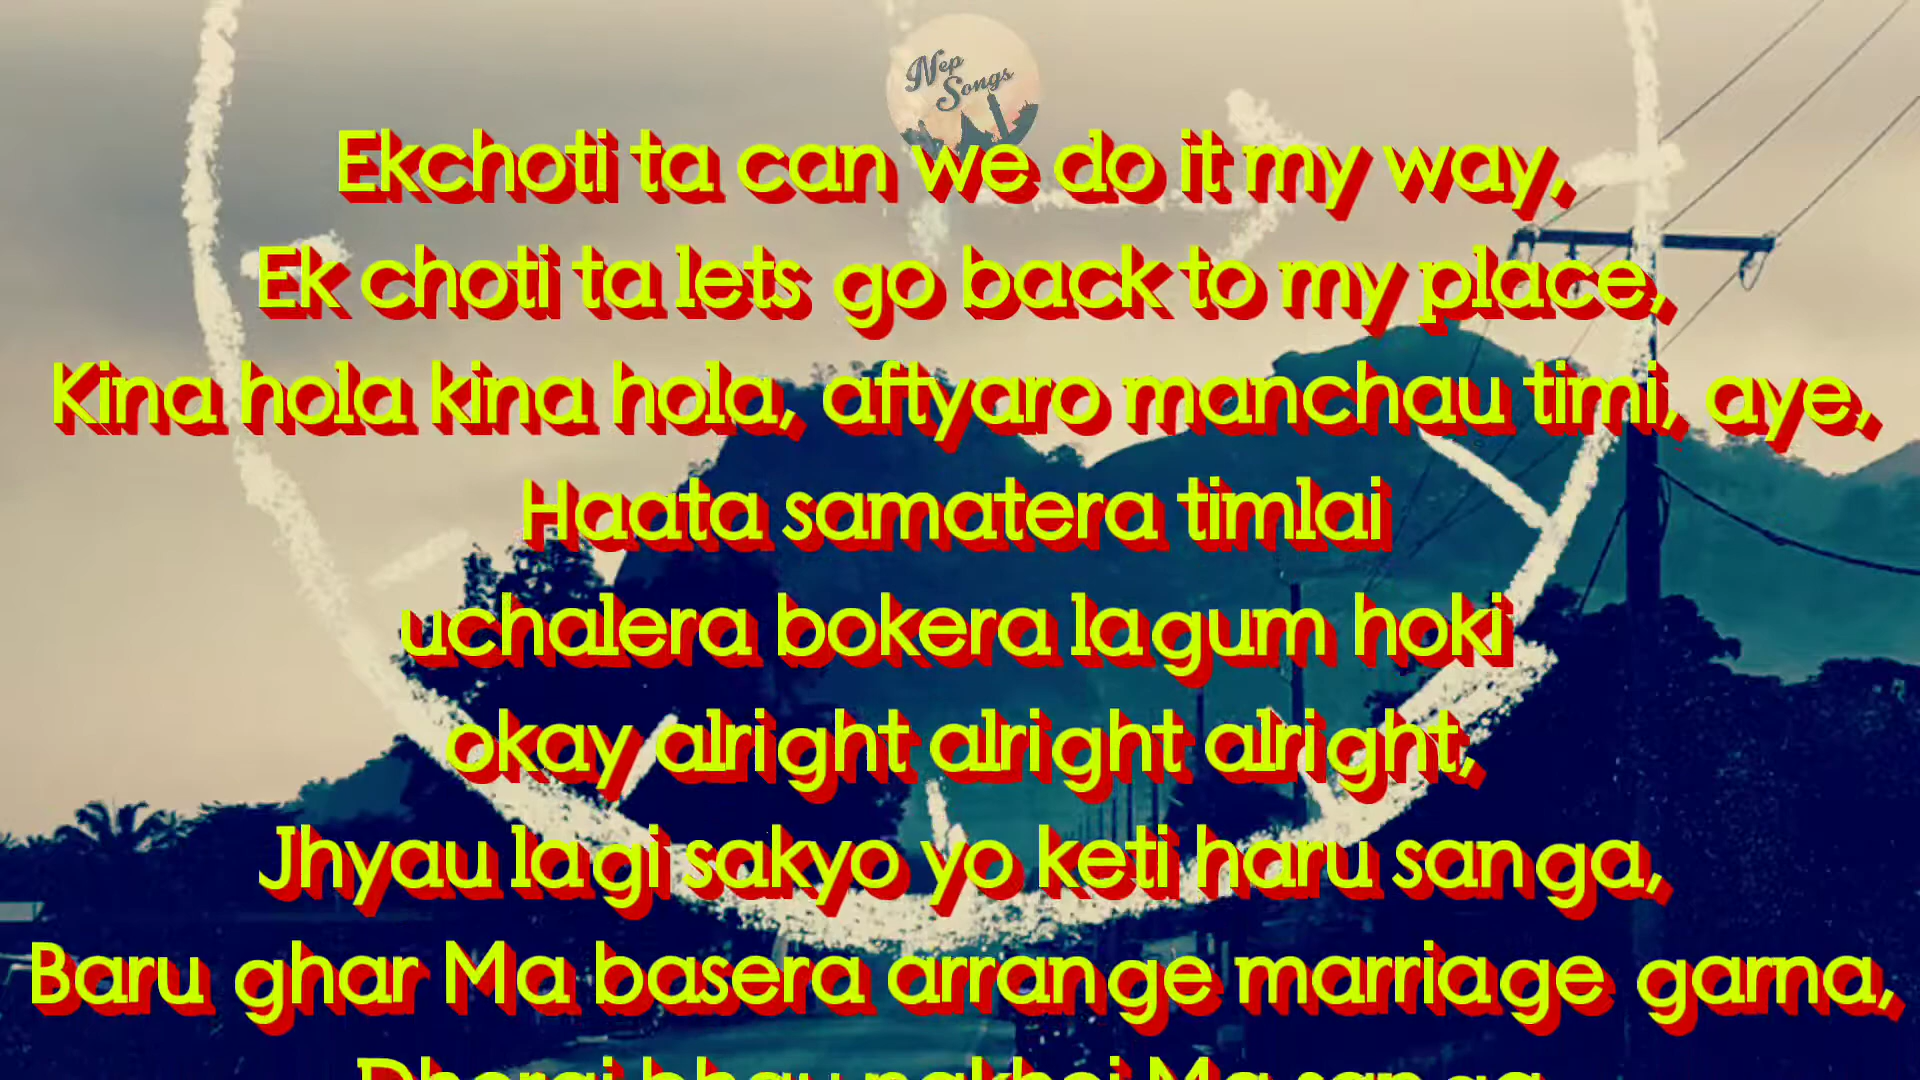 Nep
Songs
Ekchoti ta can we do it my way,
Ek choti ta lets go back to my place,
Kina hola kina hola, aftyaro manchau timi, aye,
Haata samatera timlai
uchalera bokera lagum hoki
okay alright alright alright,
Jhyau lagi sakyo yo keti haru sanga,
Baru ghar Ma basera arrange marriage garna,